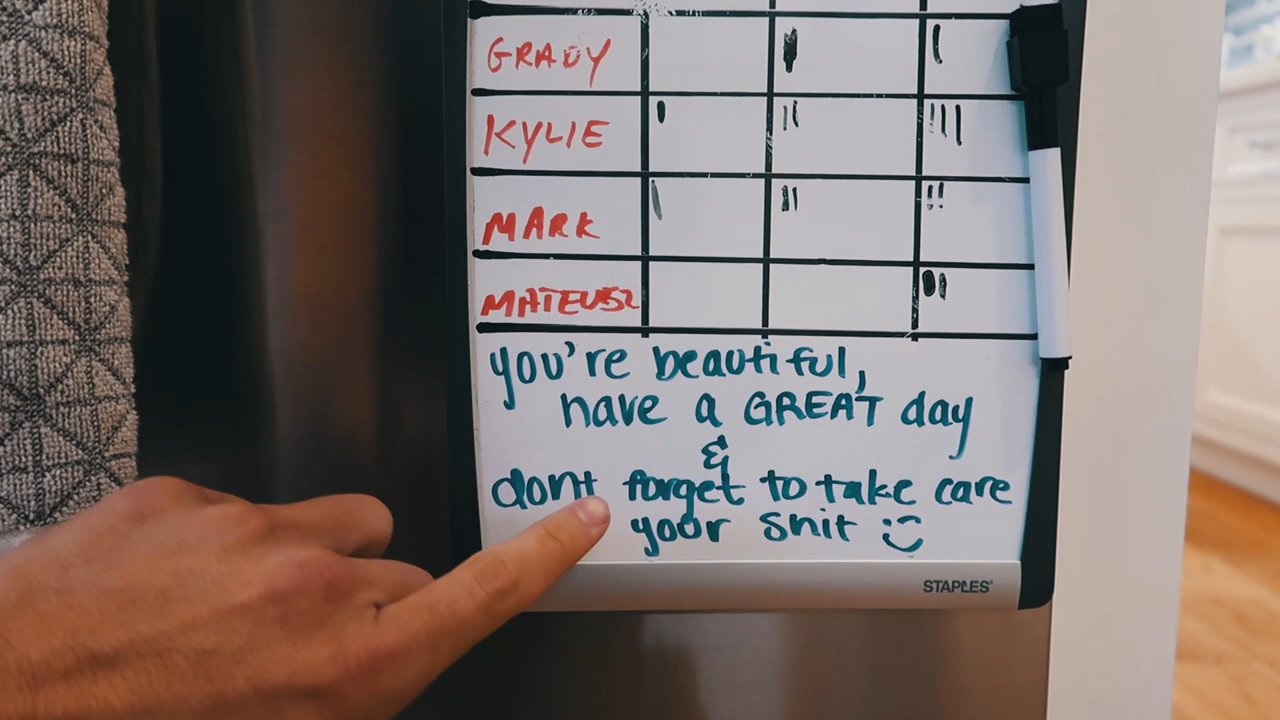 GRADY
KYLIE
MARK
MATEUSZ
you're beautiful,
have a GREAT day
&
dont forget to take care
your shit :)
STAPLES